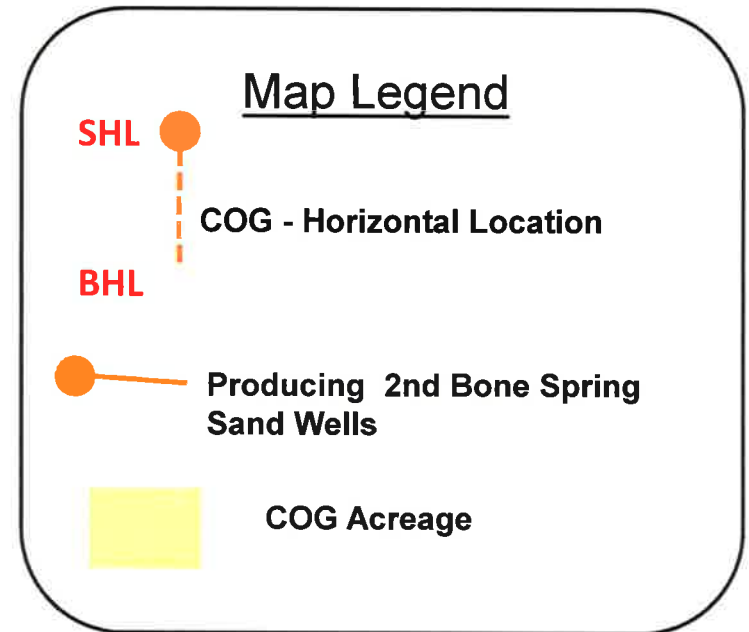 Map Legend
SHL
COG - Horizontal Location
BHL
Producing 2nd Bone Spring
Sand Wells
COG Acreage